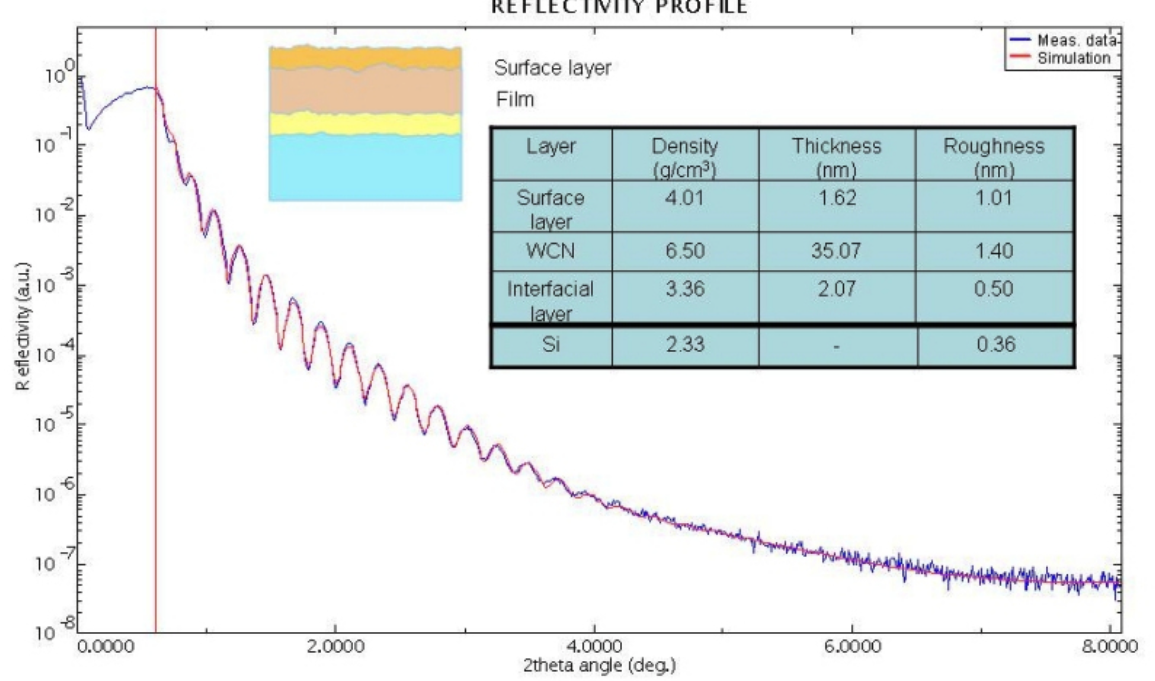 REFLECTIVITY PROFILE
Meas. data
Simulation
Surface layer
Film
Layer Density (g/cm³) Thickness (nm) Roughness (nm)
Surface layer 4.01 1.62 1.01
WCN 6.50 35.07 1.40
Interfacial layer 3.36 2.07 0.50
Si 2.33 - 0.36
Reflectivity (a.u.)
10⁰
10⁻¹
10⁻²
10⁻³
10⁻⁴
10⁻⁵
10⁻⁶
10⁻⁷
10⁻⁸
0.0000 2.0000 4.0000 6.0000 8.0000
2theta angle (deg.)